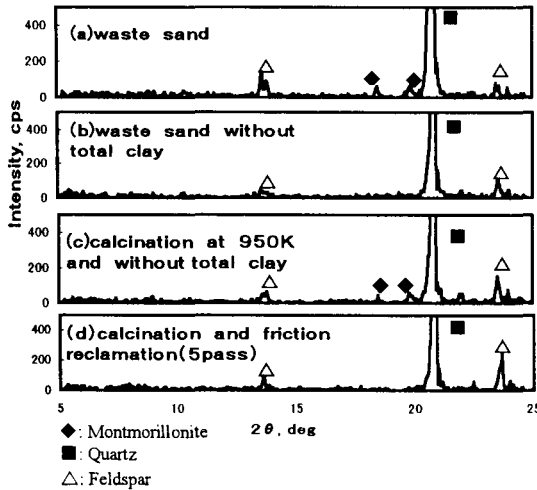 Intensity, cps
400
200
0
(a)waste sand
400
200
0
(b)waste sand without
total clay
400
200
0
(c)calcination at 950K
and without total clay
400
200
0
(d)calcination and friction
reclamation(5pass)
5 10 15 20 25
2θ, deg
◆: Montmorillonite
■: Quartz
△: Feldspar